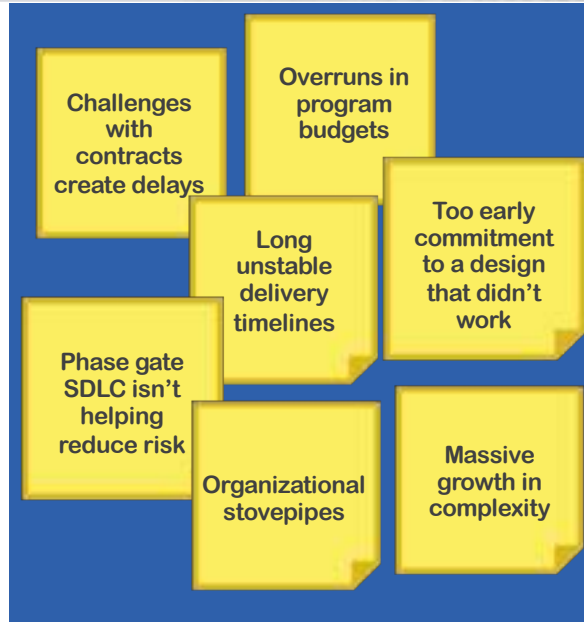 Challenges
with
contracts
create delays
Overruns in
program
budgets
Long
unstable
delivery
timelines
Too early
commitment
to a design
that didn't
work
Phase gate
SDLC isn't
helping
reduce risk
Organizational
stovepipes
Massive
growth in
complexity